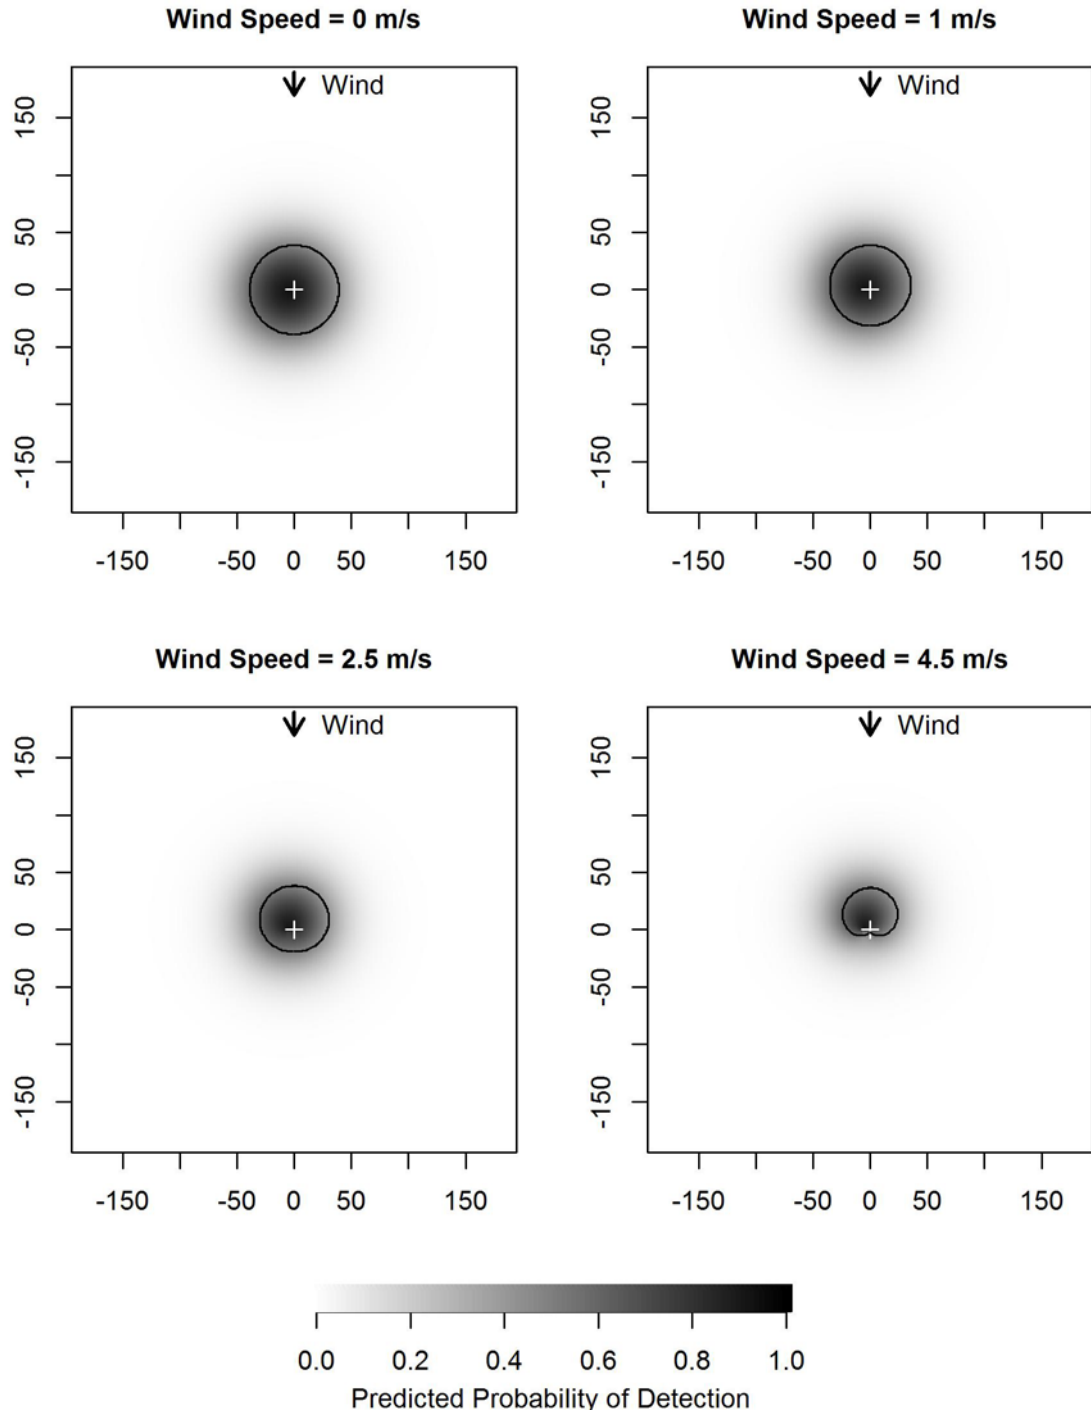 Wind Speed = 0 m/s
Wind
150
50
0
-50
-150
-150 -50 0 50 150
Wind Speed = 1 m/s
Wind
150
50
0
-50
-150
-150 -50 0 50 150
Wind Speed = 2.5 m/s
Wind
150
50
0
-50
-150
-150 -50 0 50 150
Wind Speed = 4.5 m/s
Wind
150
50
0
-50
-150
-150 -50 0 50 150
0.0 0.2 0.4 0.6 0.8 1.0
Predicted Probability of Detection